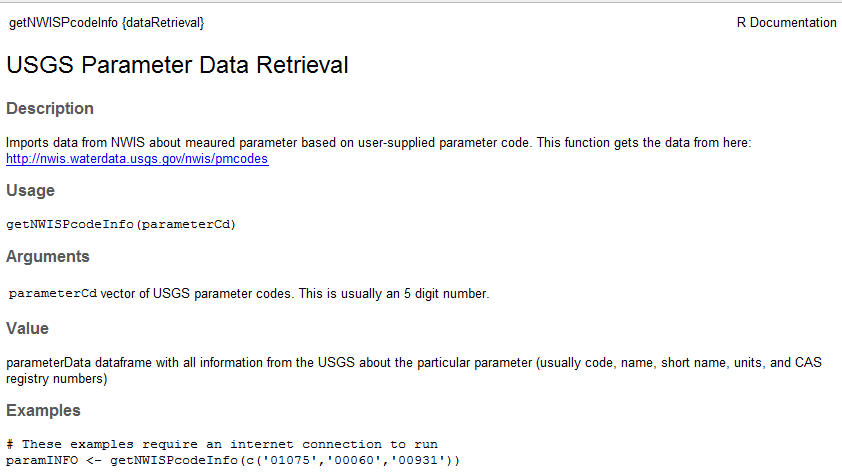 getNWISPcodeInfo {dataRetrieval}
R Documentation
USGS Parameter Data Retrieval
Description
Imports data from NWIS about meaured parameter based on user-supplied parameter code. This function gets the data from here:
http://nwis.waterdata.usgs.gov/nwis/pmcodes
Usage
getNWISPcodeInfo(parameterCd)
Arguments
parameterCd vector of USGS parameter codes. This is usually an 5 digit number.
Value
parameterData dataframe with all information from the USGS about the particular parameter (usually code, name, short name, units, and CAS
registry numbers)
Examples
# These examples require an internet connection to run
paramINFO <- getNWISPcodeInfo(c('01075','00060','00931'))